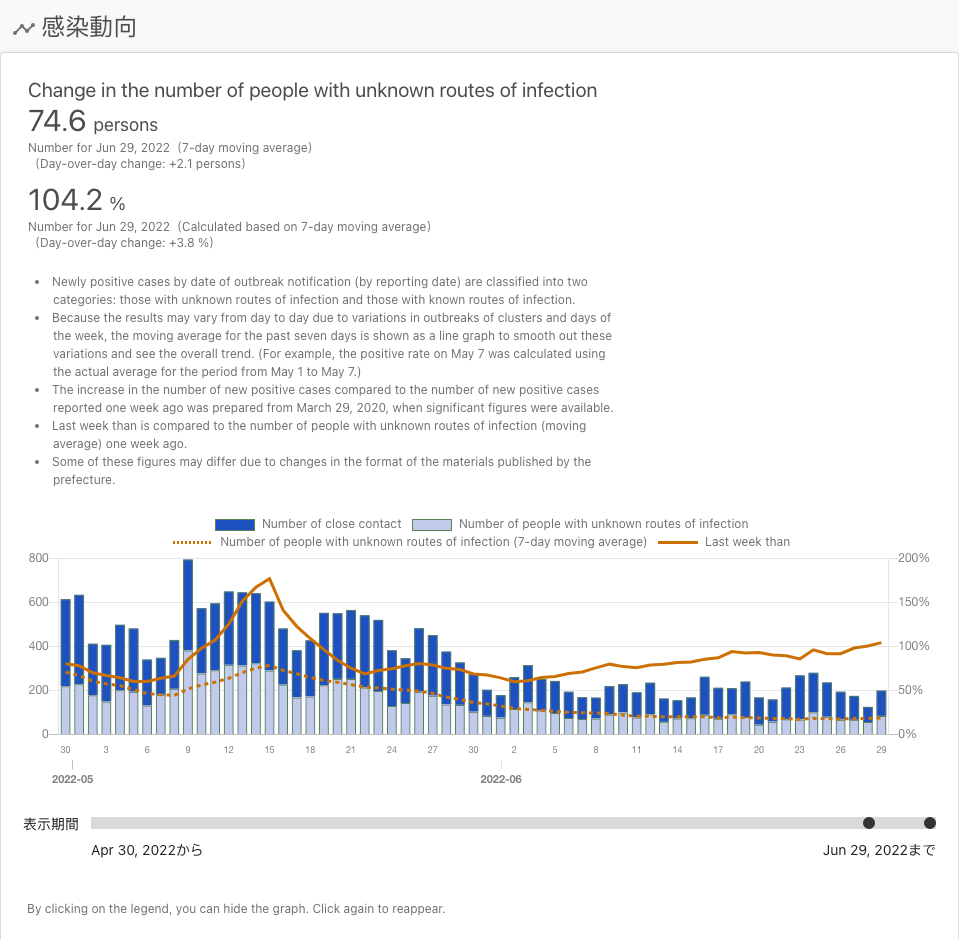 感染動向
Change in the number of people with unknown routes of infection
74.6 persons
Number for Jun 29, 2022 (7-day moving average)
(Day-over-day change: +2.1 persons)
104.2 %
Number for Jun 29, 2022 (Calculated based on 7-day moving average)
(Day-over-day change: +3.8 %)
• Newly positive cases by date of outbreak notification (by reporting date) are classified into two
categories: those with unknown routes of infection and those with known routes of infection.
• Because the results may vary from day to day due to variations in outbreaks of clusters and days of
the week, the moving average for the past seven days is shown as a line graph to smooth out these
variations and see the overall trend. (For example, the positive rate on May 7 was calculated using
the actual average for the period from May 1 to May 7.)
• The increase in the number of new positive cases compared to the number of new positive cases
reported one week ago was prepared from March 29, 2020, when significant figures were available.
• Last week than is compared to the number of people with unknown routes of infection (moving
average) one week ago.
• Some of these figures may differ due to changes in the format of the materials published by the
prefecture.
Number of close contact Number of people with unknown routes of infection
Number of people with unknown routes of infection (7-day moving average) Last week than
800 200%
600 150%
400 100%
200 50%
0 0%
30 3 6 9 12 15 18 21 24 27 30 2 5 8 11 14 17 20 23 26 29
2022-05 2022-06
表示期間
Apr 30, 2022から Jun 29, 2022まで
By clicking on the legend, you can hide the graph. Click again to reappear.